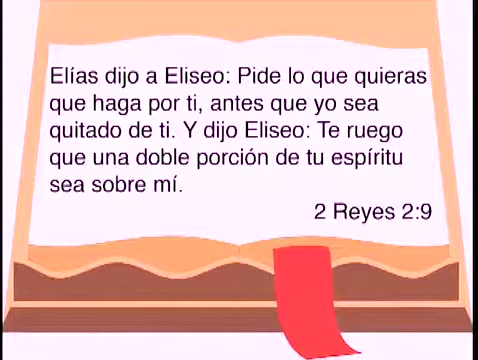 Elías dijo a Eliseo: Pide lo que quieras
que haga por ti, antes que yo sea
quitado de ti. Y dijo Eliseo: Te ruego
que una doble porción de tu espíritu
sea sobre mí.
2 Reyes 2:9